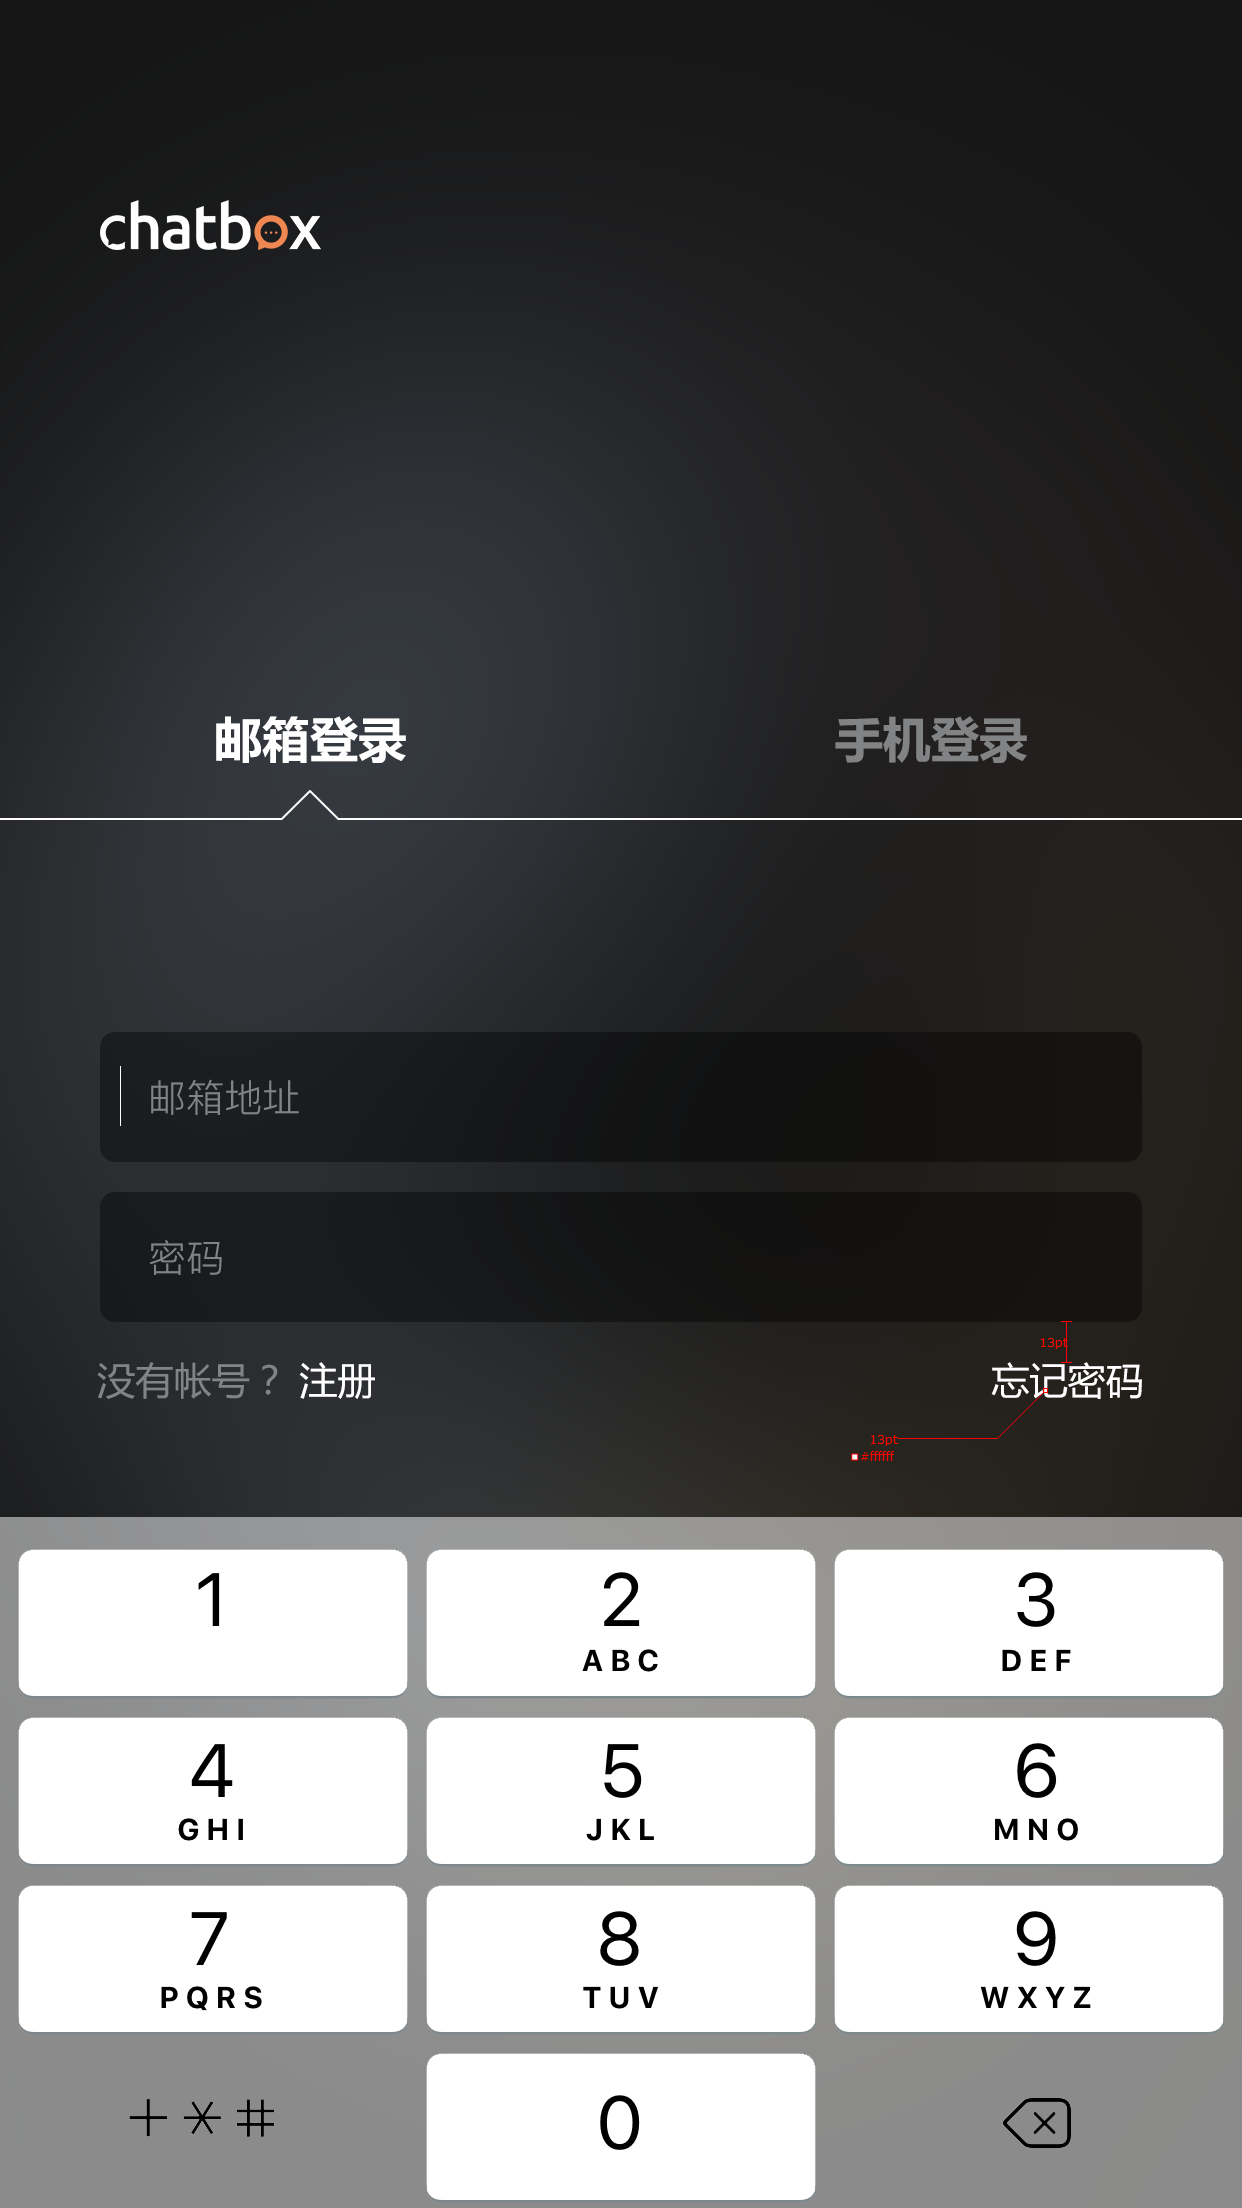 chatbox
邮箱登录 手机登录
邮箱地址
密码
13pt
没有帐号？ 注册 忘记密码
13pt
#ffffff
1 2 3
ABC DEF
4 5 6
GHI JKL MNO
7 8 9
PQRS TUV WXYZ
+*# 0